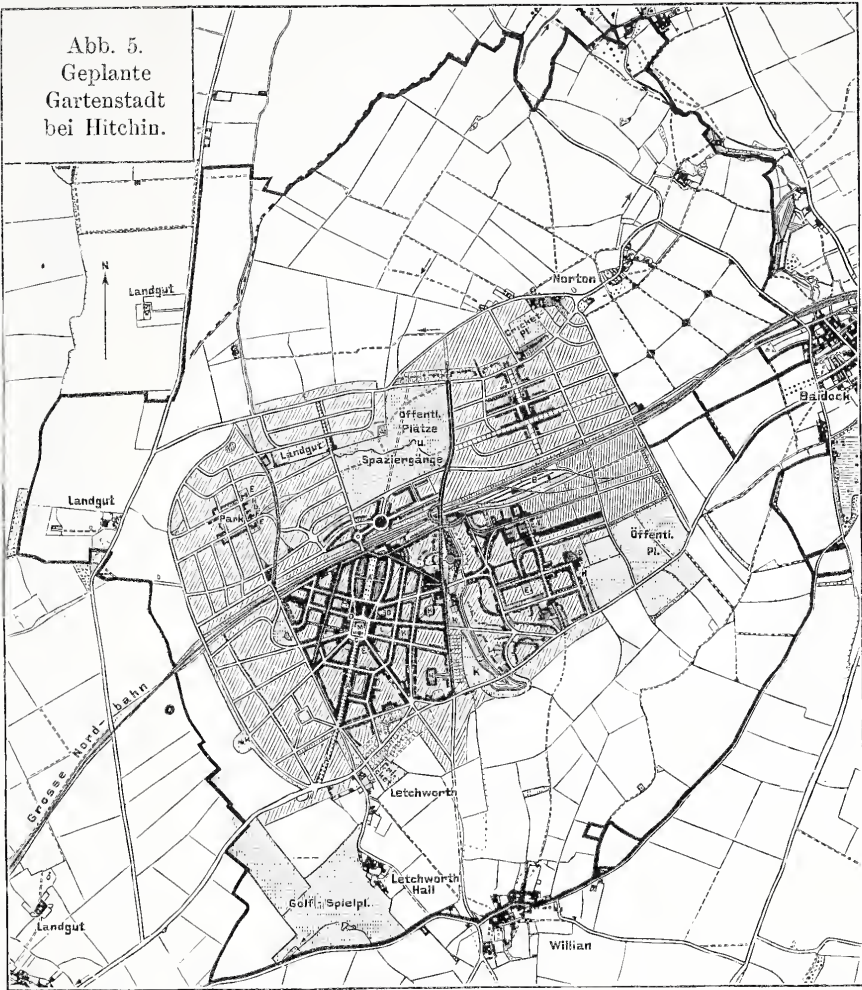 Abb. 5.
Geplante
Gartenstadt
bei Hitchin.
N
Landgut
Norton
Cricket
Pl.
Baldock
Öffentl.
Plätze
u.
Spaziergänge
Landgut
Landgut
Park
Öffentl.
Pl.
Grosse Nord-bahn
K
Letchworth
Letchworth
Hall
Golf-Spielpl.
Landgut
Willian